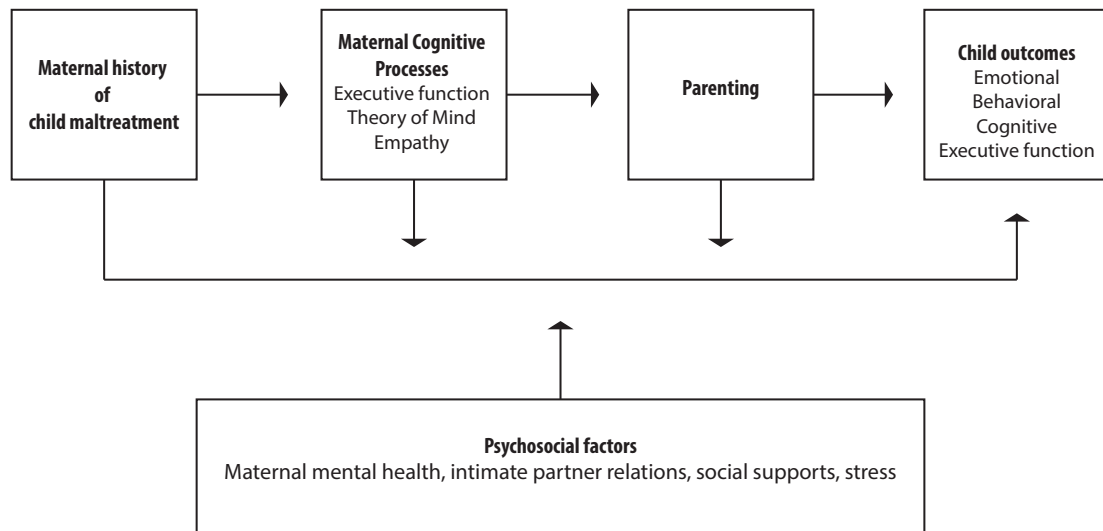 Maternal history
of
child maltreatment
Maternal Cognitive
Processes
Executive function
Theory of Mind
Empathy
Parenting
Child outcomes
Emotional
Behavioral
Cognitive
Executive function
Psychosocial factors
Maternal mental health, intimate partner relations, social supports, stress